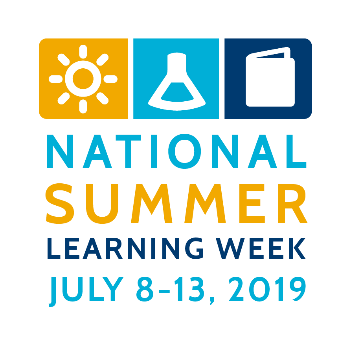 NATIONAL
SUMMER
LEARNING WEEK
JULY 8-13, 2019